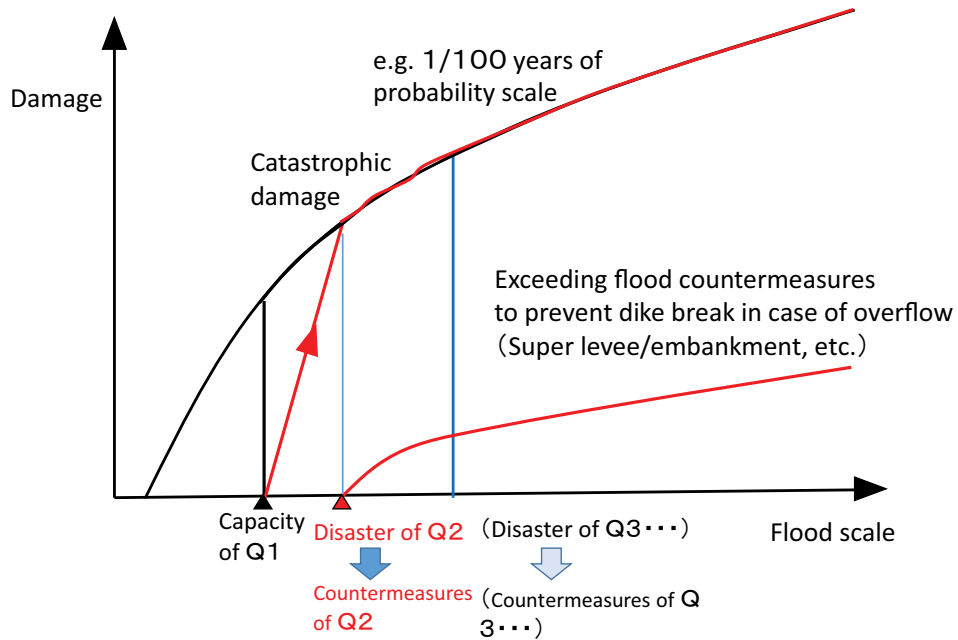 Damage
e.g. 1/100 years of
probability scale
Catastrophic
damage
Exceeding flood countermeasures
to prevent dike break in case of overflow
（Super levee/embankment, etc.）
Capacity
of Q1
Disaster of Q2
（Disaster of Q3･･･）
Flood scale
Countermeasures
of Q2
（Countermeasures of Q
3･･･）